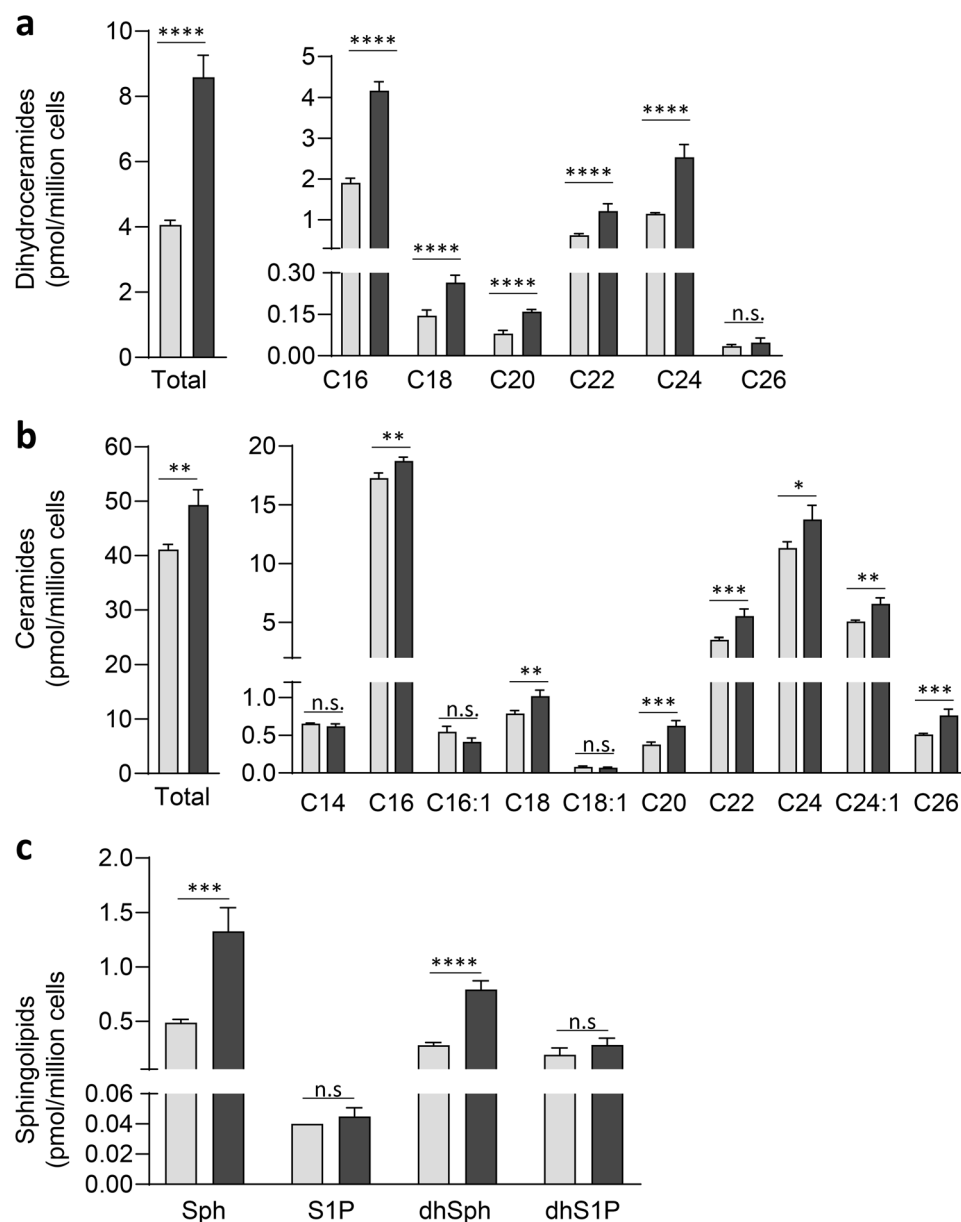 a
Dihydroceramides
(pmol/million cells
10
8
6
4
2
0
****
Total
5
4
3
2
1
0.30
0.15
0.00
****
****
****
****
****
n.s.
C16 C18 C20 C22 C24 C26
b
Ceramides
(pmol/million cells
60
50
40
30
20
10
0
**
Total
20
15
10
5
1.0
0.5
0.0
n.s.
**
n.s.
**
n.s.
***
***
*
**
***
C14 C16 C16:1 C18 C18:1 C20 C22 C24 C24:1 C26
c
Sphingolipids
(pmol/million cells
2.0
1.5
1.0
0.5
0.06
0.04
0.02
0.00
***
n.s
****
n.s
Sph S1P dhSph dhS1P